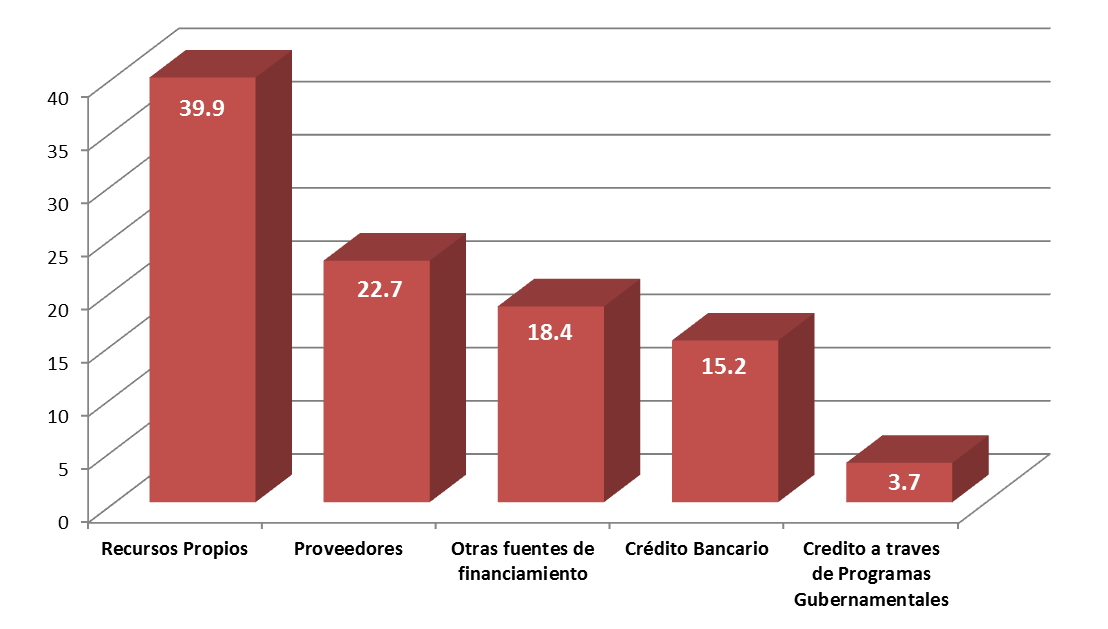 40
35
30
25
20
15
10
5
0
39.9
22.7
18.4
15.2
3.7
Recursos Propios
Proveedores
Otras fuentes de
financiamiento
Crédito Bancario
Credito a traves
de Programas
Gubernamentales